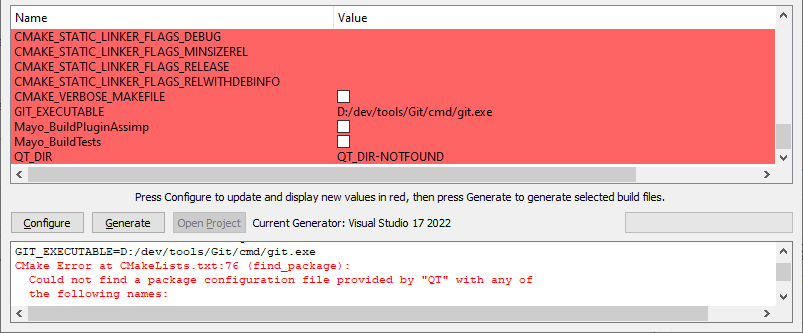 Name Value
CMAKE_STATIC_LINKER_FLAGS_DEBUG
CMAKE_STATIC_LINKER_FLAGS_MINSIZEREL
CMAKE_STATIC_LINKER_FLAGS_RELEASE
CMAKE_STATIC_LINKER_FLAGS_RELWITHDEBINFO
CMAKE_VERBOSE_MAKEFILE
GIT_EXECUTABLE D:/dev/tools/Git/cmd/git.exe
Mayo_BuildPluginAssimp
Mayo_BuildTests
QT_DIR QT_DIR-NOTFOUND
Press Configure to update and display new values in red, then press Generate to generate selected build files.
Configure Generate Open Project Current Generator: Visual Studio 17 2022
GIT_EXECUTABLE=D:/dev/tools/Git/cmd/git.exe
CMake Error at CMakeLists.txt:76 (find_package):
Could not find a package configuration file provided by "QT" with any of
the following names: